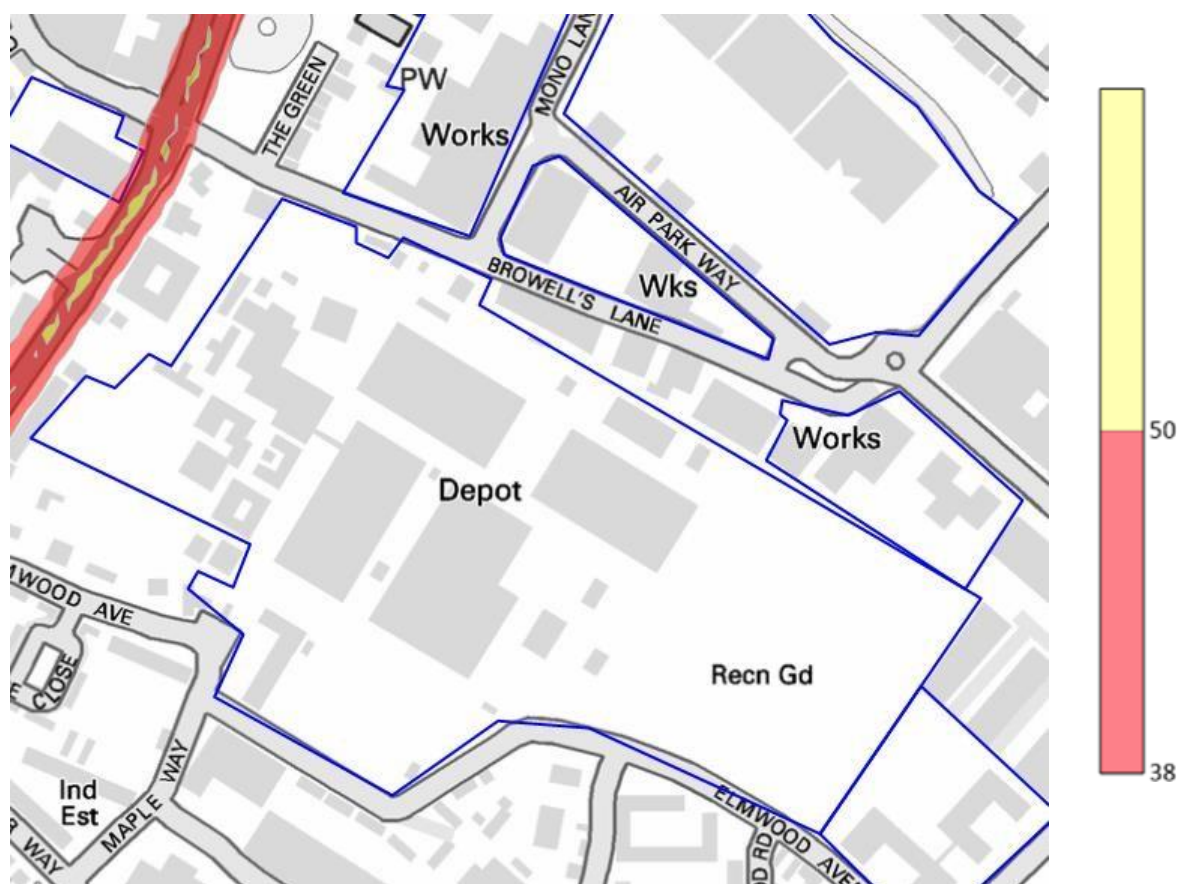 THE GREEN
PW
MONO LAN
Works
AIR PARK WAY
BROWELL'S LANE
Wks
Works
50
Depot
WOOD AVE
CLOSE
Recn Gd
Ind
Est
MAPLE WAY
WAY
ELMWOOD AVE
RD
38